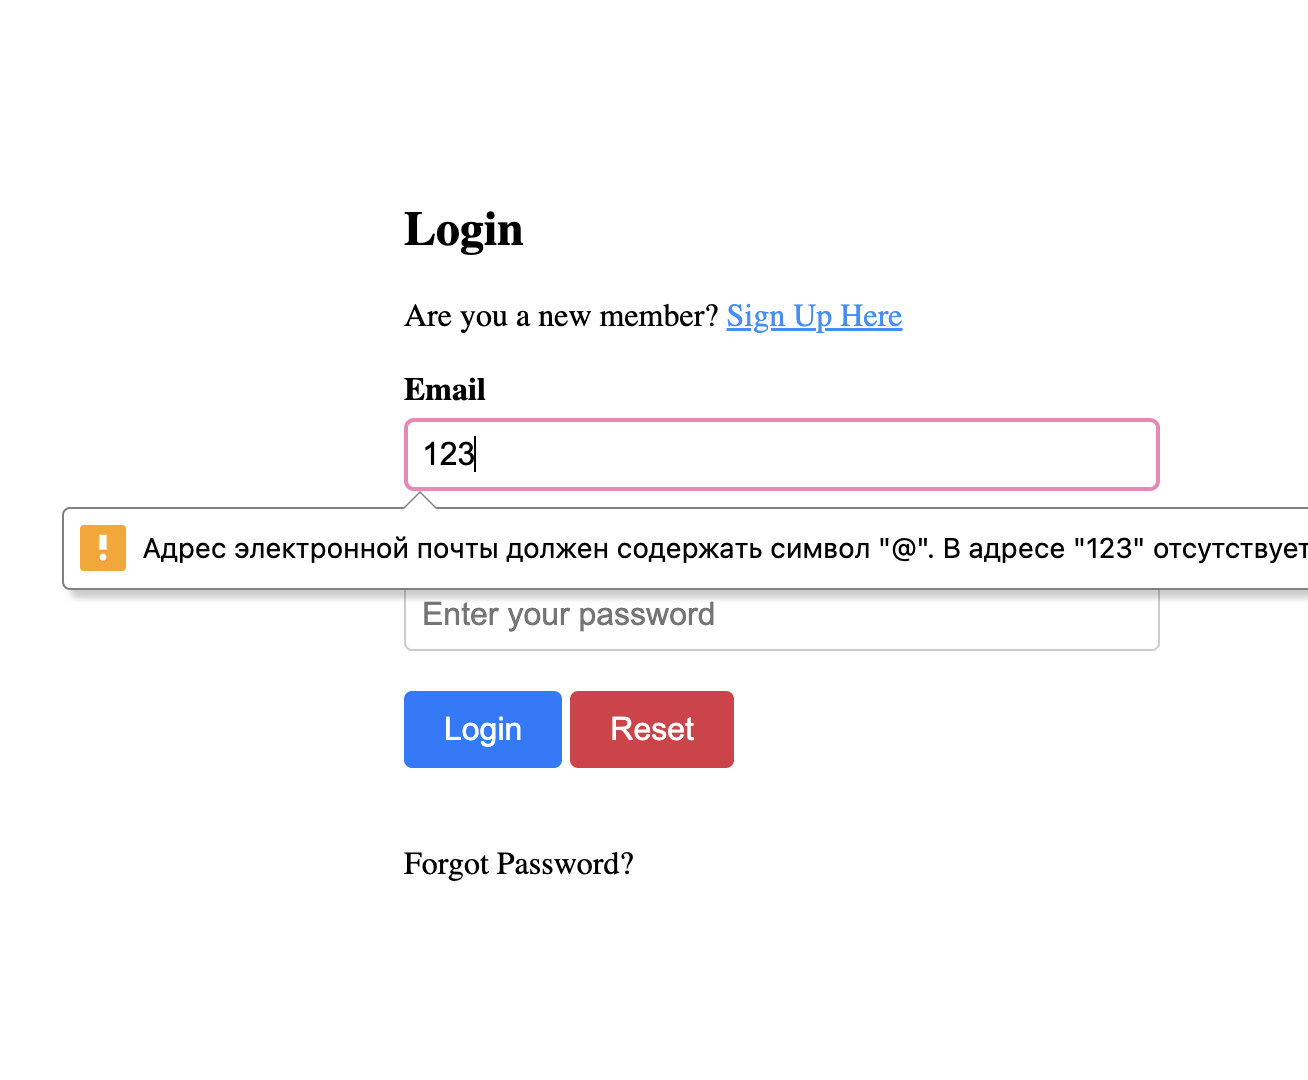 Login
Are you a new member? Sign Up Here
Email
123
Адрес электронной почты должен содержать символ "@". В адресе "123" отсутствует
Enter your password
Login Reset
Forgot Password?